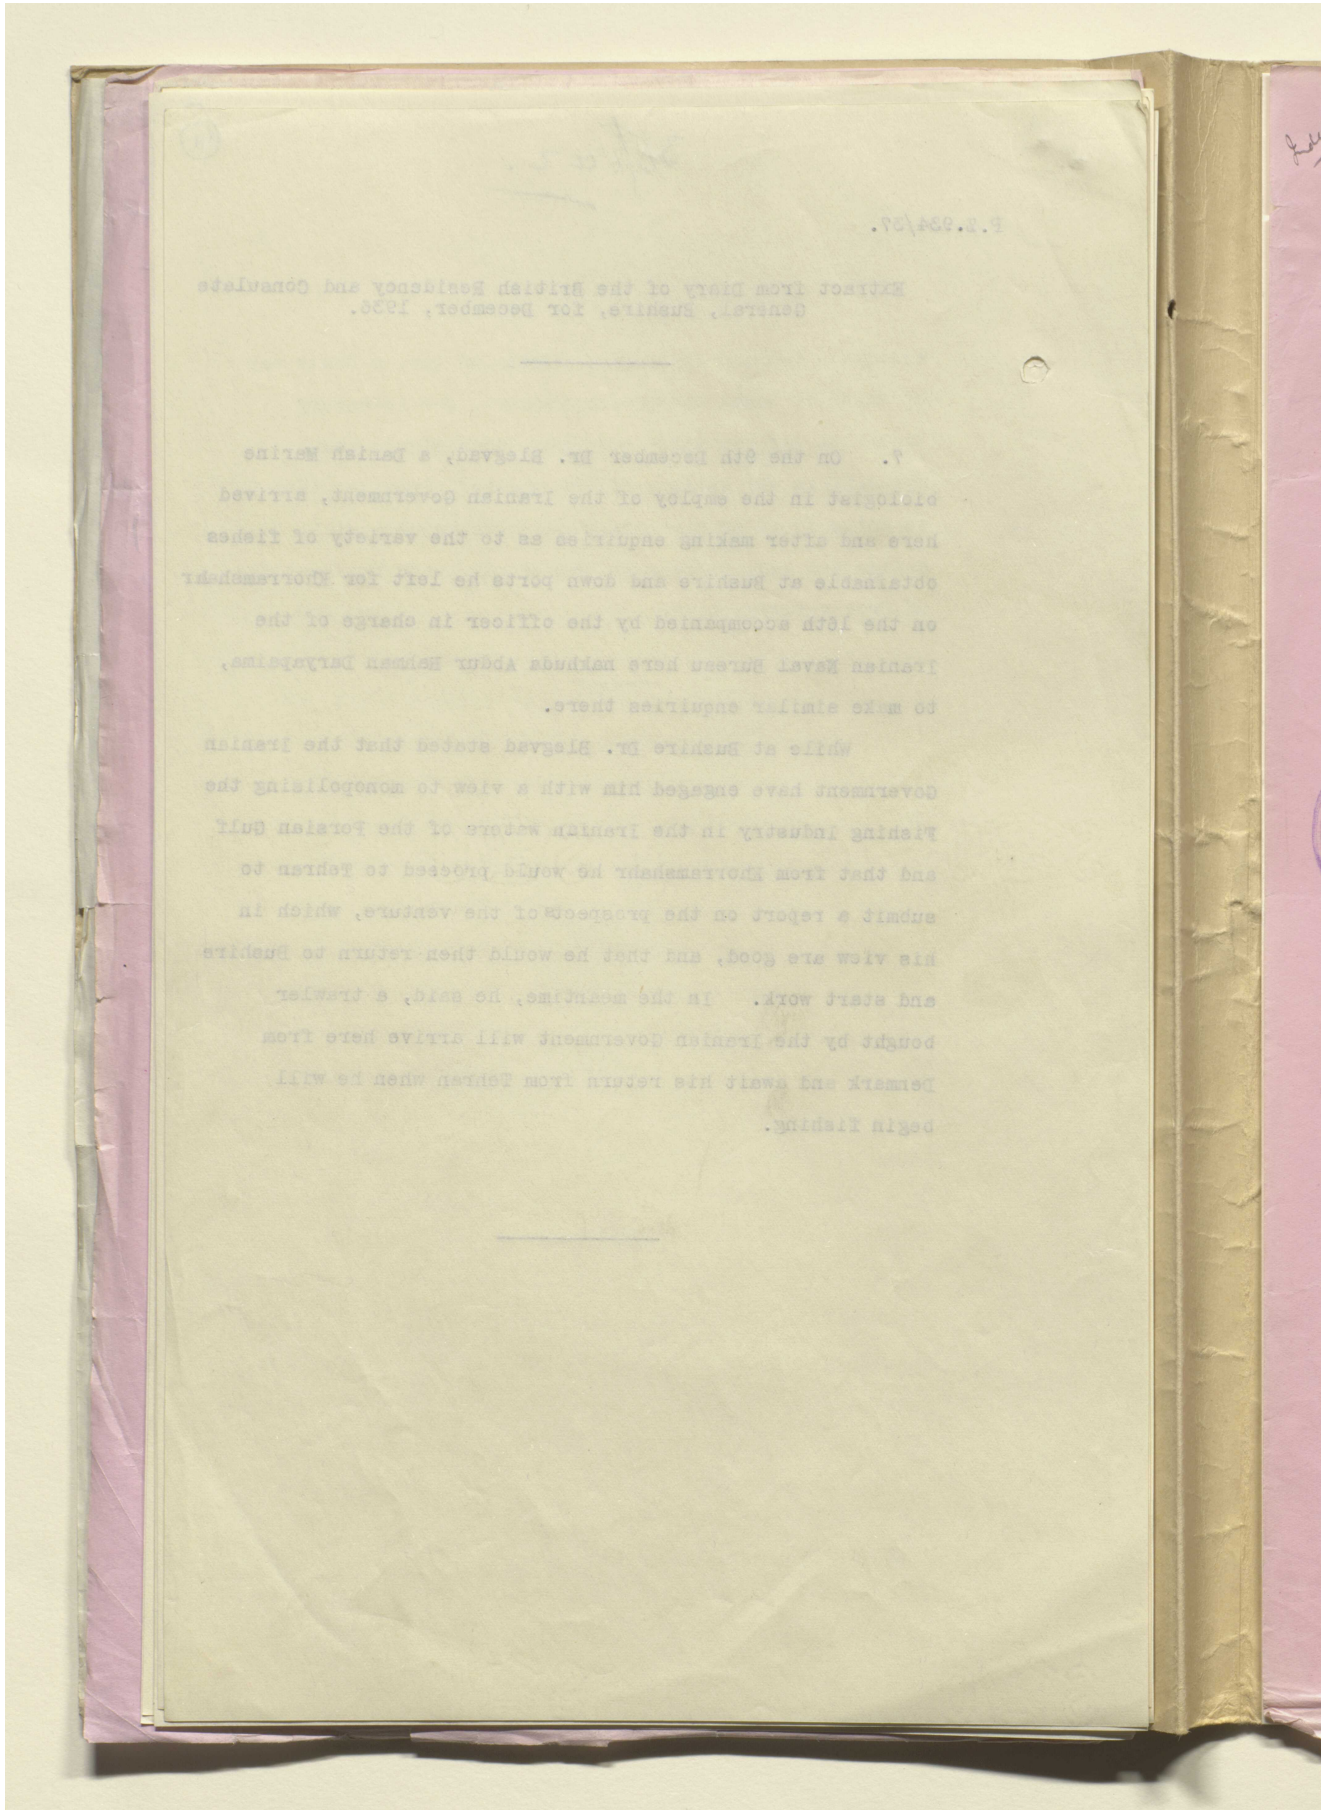 P.Z.934/37.
Extract from Diary of the British Residency and Consulate
General, Bushire, for December, 1936.
7. On the 9th December Dr. Blegvad, a Danish Marine
biologist in the employ of the Iranian Government, arrived
here and after making enquiries as to the variety of fishes
obtainable at Bushire and down ports he left for Khorramshahr
on the 16th accompanied by the officer in charge of the
Iranian Naval Bureau here nakhuda Abdur Rahman Daryapaima,
to make similar enquiries there.
While at Bushire Dr. Blegvad stated that the Iranian
Government have engaged him with a view to monopolising the
Fishing Industry in the Iranian waters of the Persian Gulf
and that from Khorramshahr he would proceed to Tehran to
submit a report on the prospects of the venture, which in
his view are good, and that he would then return to Bushire
and start work. In the meantime, he said, a trawler
bought by the Iranian Government will arrive here from
Denmark and await his return from Tehran when he will
begin fishing.